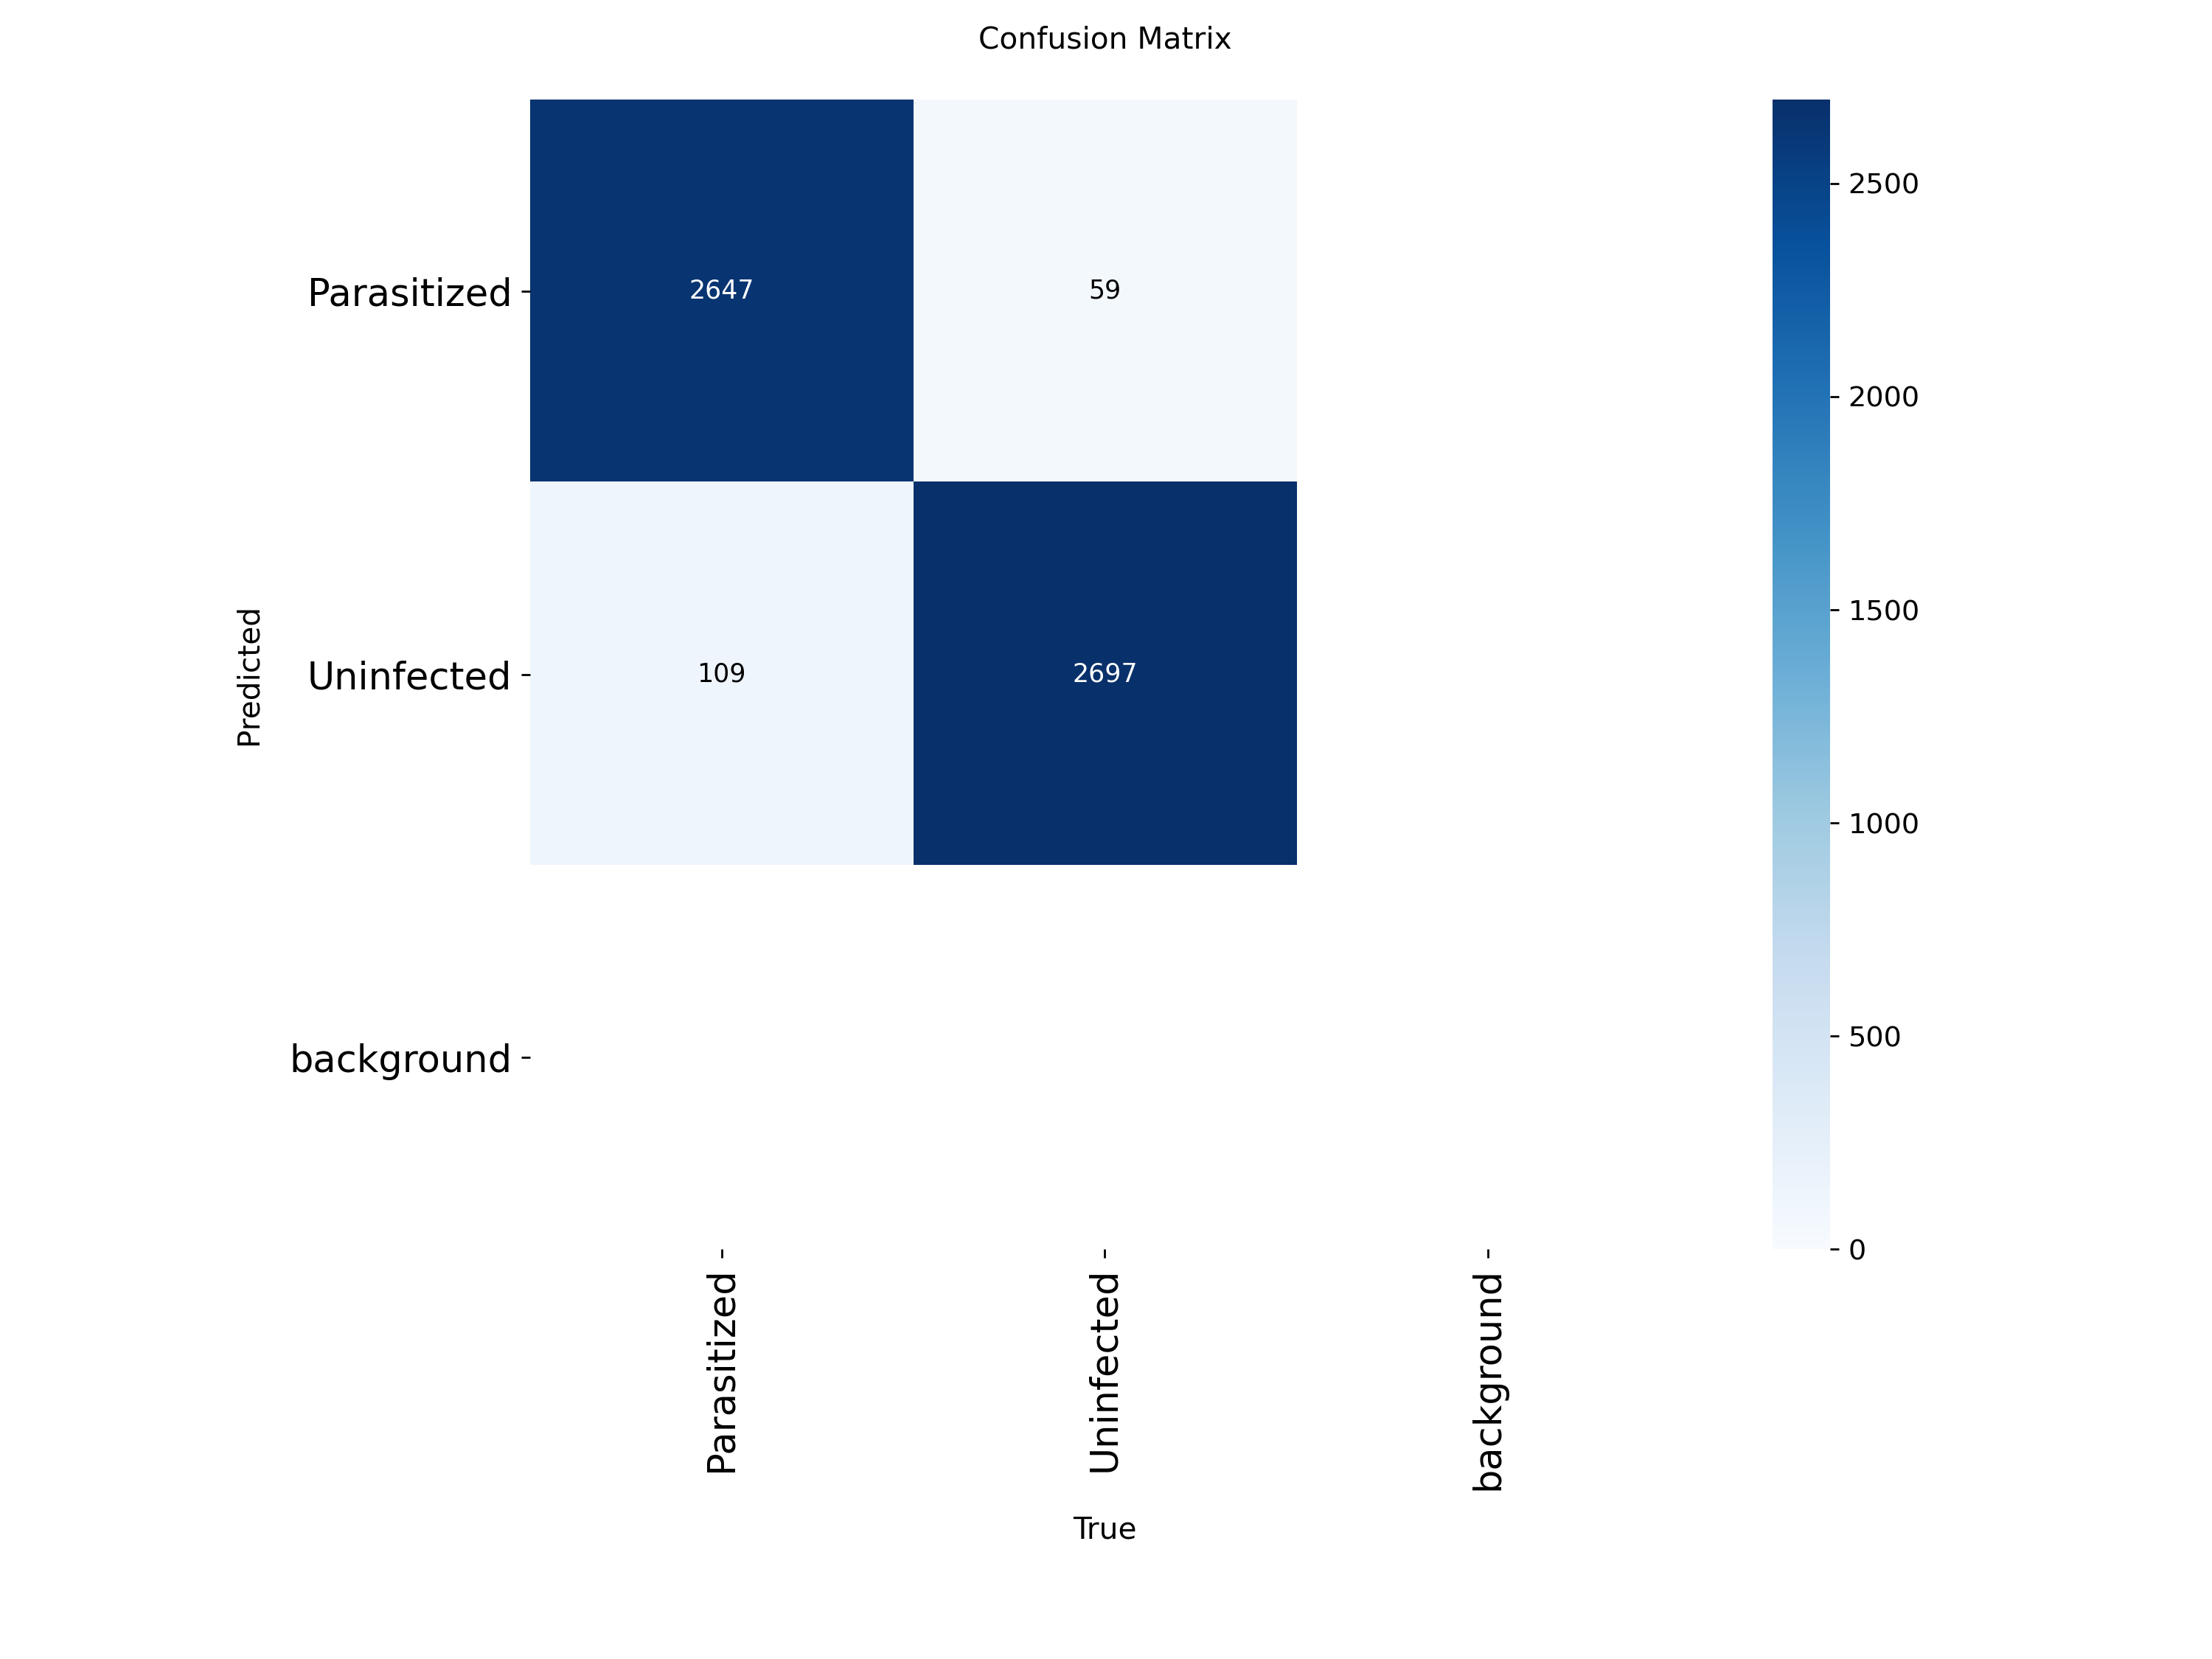 Confusion Matrix
Parasitized
2647
59
Uninfected
109
2697
background
Predicted
Parasitized
Uninfected
background
True
2500
2000
1500
1000
500
0